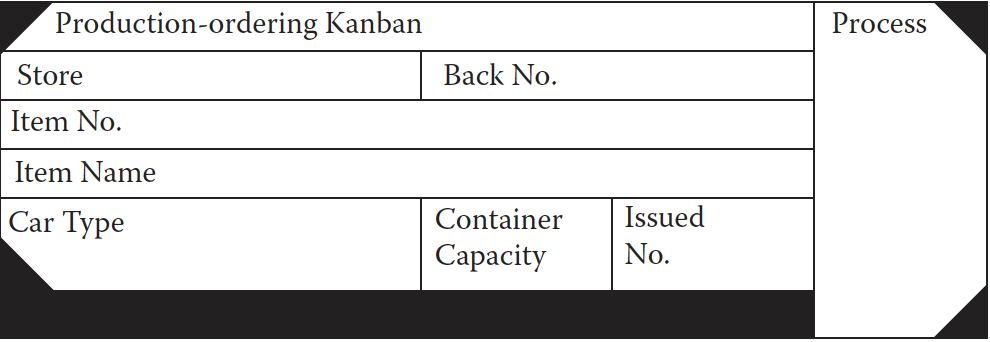 Production-ordering Kanban
Process
Store
Back No.
Item No.
Item Name
Car Type
Container
Capacity
Issued
No.